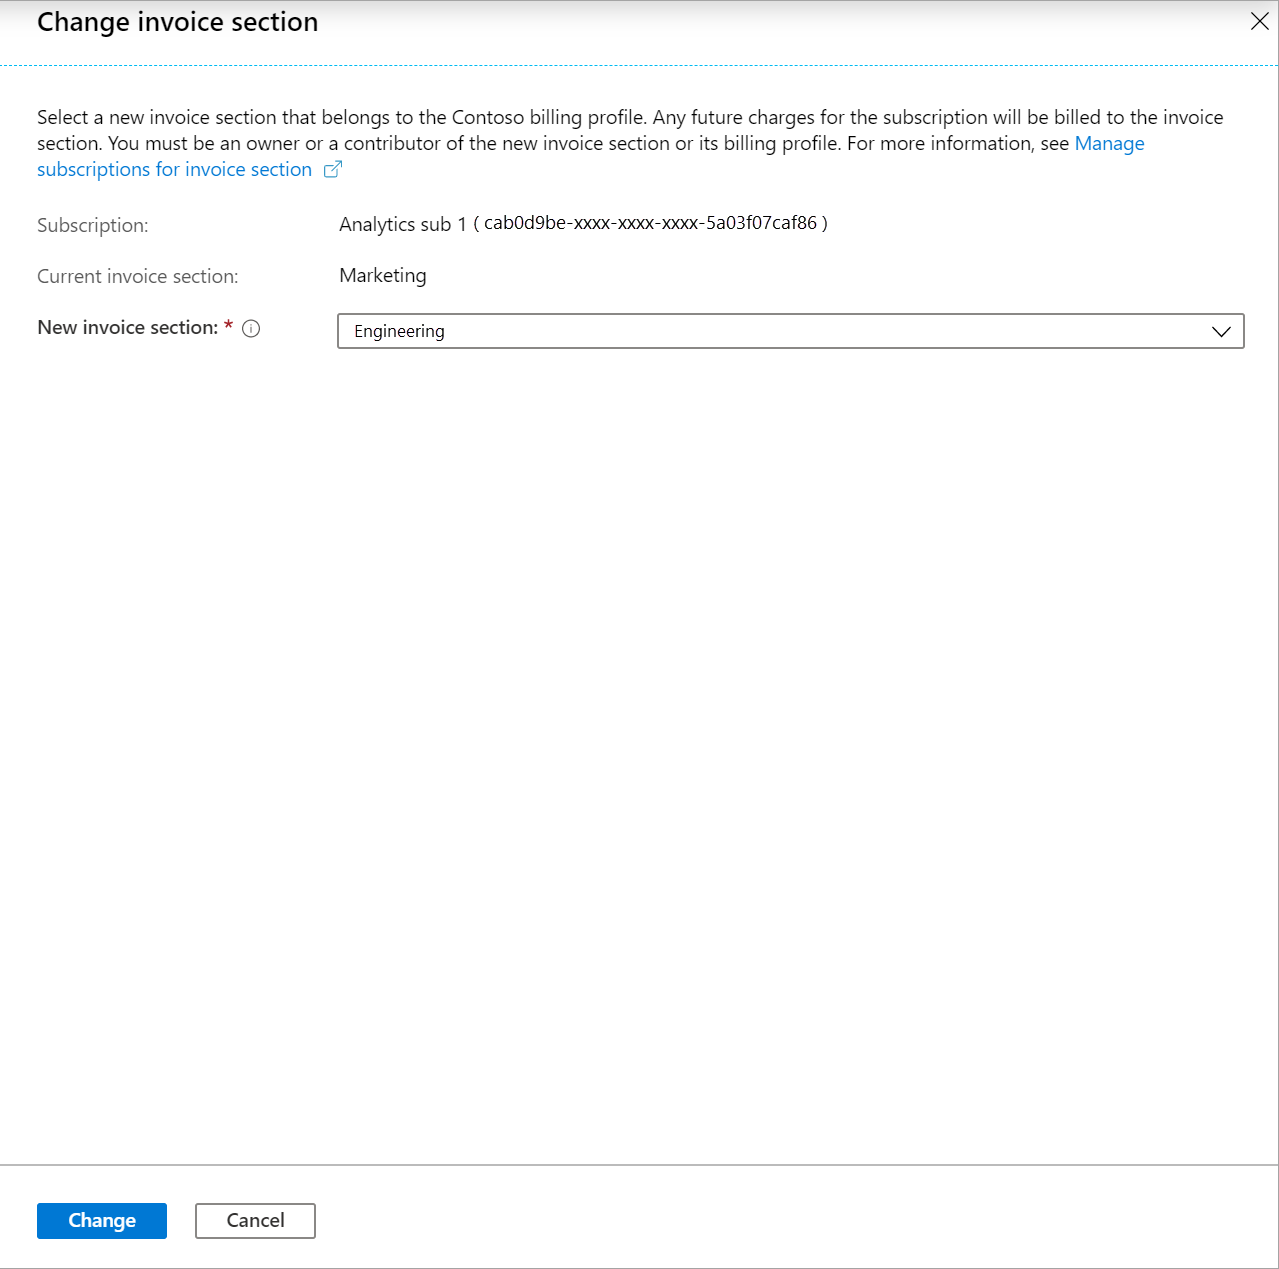 Change invoice section
Select a new invoice section that belongs to the Contoso billing profile. Any future charges for the subscription will be billed to the invoice
section. You must be an owner or a contributor of the new invoice section or its billing profile. For more information, see Manage
subscriptions for invoice section
Subscription: Analytics sub 1 ( cab0d9be-xxxx-xxxx-xxxx-5a03f07caf86 )
Current invoice section: Marketing
New invoice section: * Engineering
Change Cancel